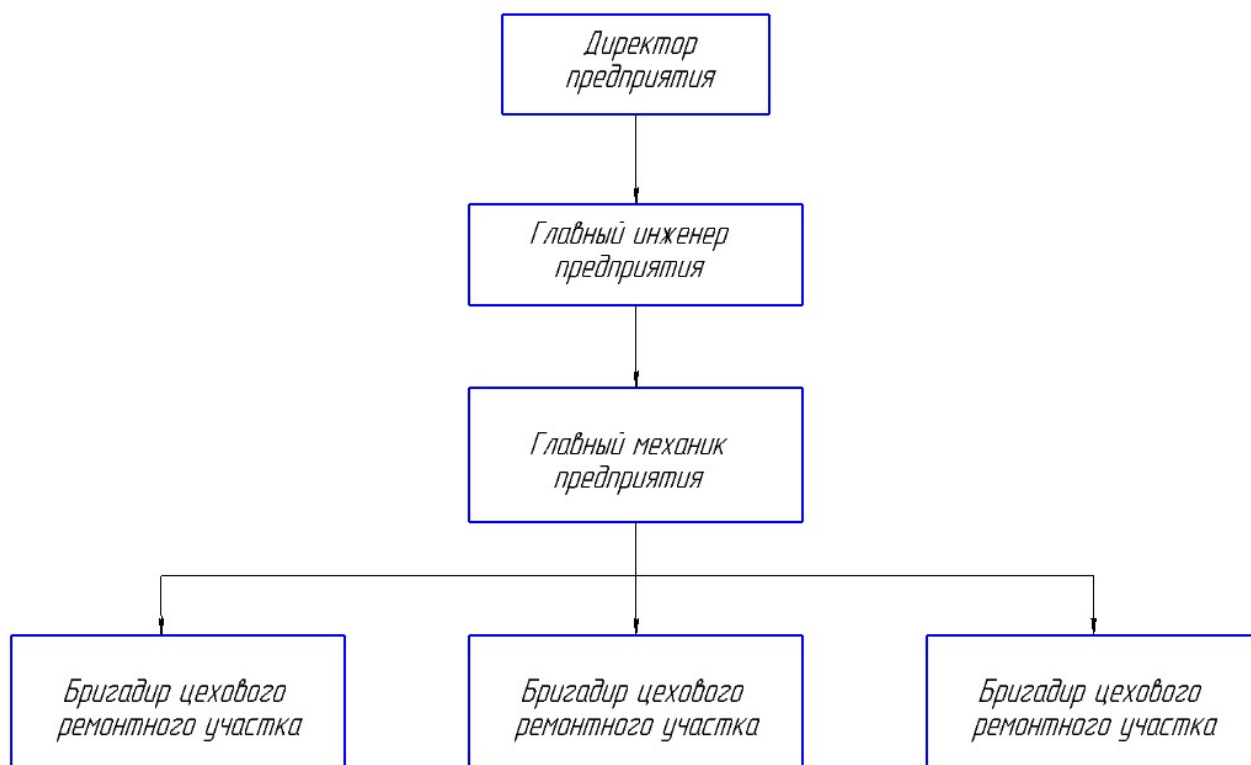 Директор
предприятия
Главный инженер
предприятия
Главный механик
предприятия
Бригадир цехового
ремонтного участка
Бригадир цехового
ремонтного участка
Бригадир цехового
ремонтного участка